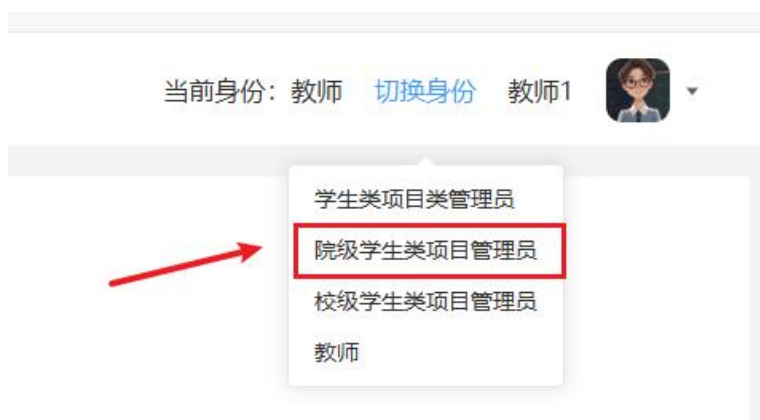 当前身份：教师 切换身份 教师1
学生类项目类管理员
院级学生类项目管理员
校级学生类项目管理员
教师